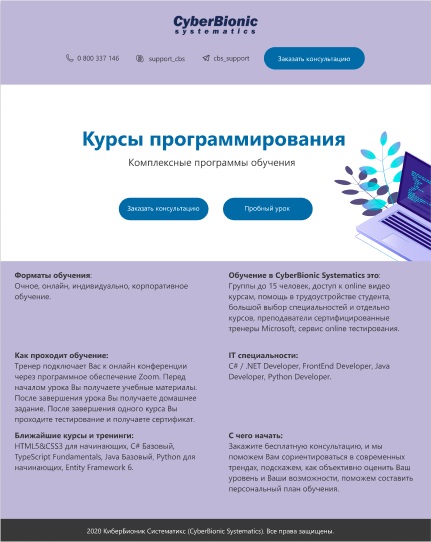 CyberBionic
systematics
0 800 337 146 support_cbs cbs_support Заказать консультацию
Курсы программирования
Комплексные программы обучения
Заказать консультацию Пробный урок
Форматы обучения:
Очное, онлайн, индивидуально, корпоративное
обучение.
Обучение в CyberBionic Systematics это:
Группы до 15 человек, доступ к online видео
курсам, помощь в трудоустройстве студента,
большой выбор специальностей и отдельно
курсов, преподаватели сертифицированные
тренеры Microsoft, сервис online тестирования.
Как проходит обучение:
Тренер подключает Вас к онлайн конференции
через программное обеспечение Zoom. Перед
началом урока Вы получаете учебные материалы.
После завершения урока Вы получаете домашнее
задание. После завершения одного курса Вы
проходите тестирование и получаете сертификат.
IT специальности:
C# / .NET Developer, FrontEnd Developer, Java
Developer, Python Developer.
Ближайшие курсы и тренинги:
HTML5&CSS3 для начинающих, C# Базовый,
TypeScript Fundamentals, Java Базовый, Python для
начинающих, Entity Framework 6.
С чего начать:
Закажите бесплатную консультацию, и мы
поможем Вам сориентироваться в современных
трендах, подскажем, как объективно оценить Ваш
уровень и Ваши возможности, поможем составить
персональный план обучения.
2020 КиберБионик Систематикс (CyberBionic Systematics). Все права защищены.